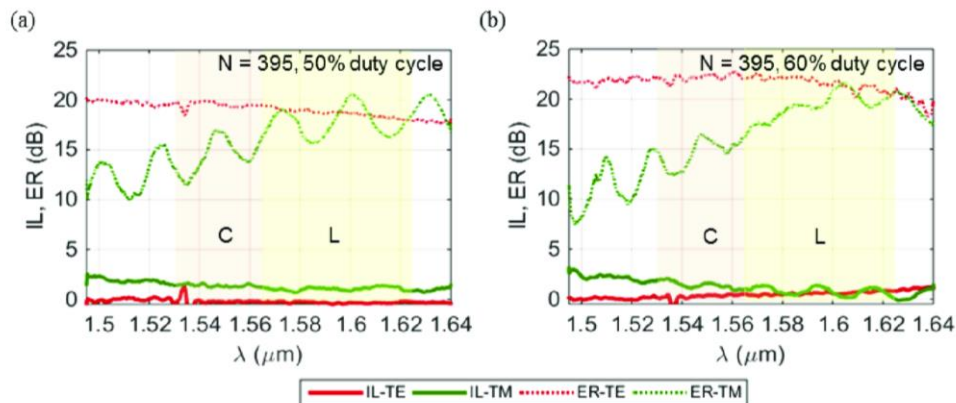 (a)
(b)
25
20
15
10
5
0
IL, ER (dB)
N = 395, 50% duty cycle
C
L
1.5
1.52
1.54
1.56
1.58
1.6
1.62
1.64
λ (μm)
25
20
15
10
5
0
IL, ER (dB)
N = 395, 60% duty cycle
C
L
1.5
1.52
1.54
1.56
1.58
1.6
1.62
1.64
λ (μm)
IL-TE IL-TM ER-TE ER-TM